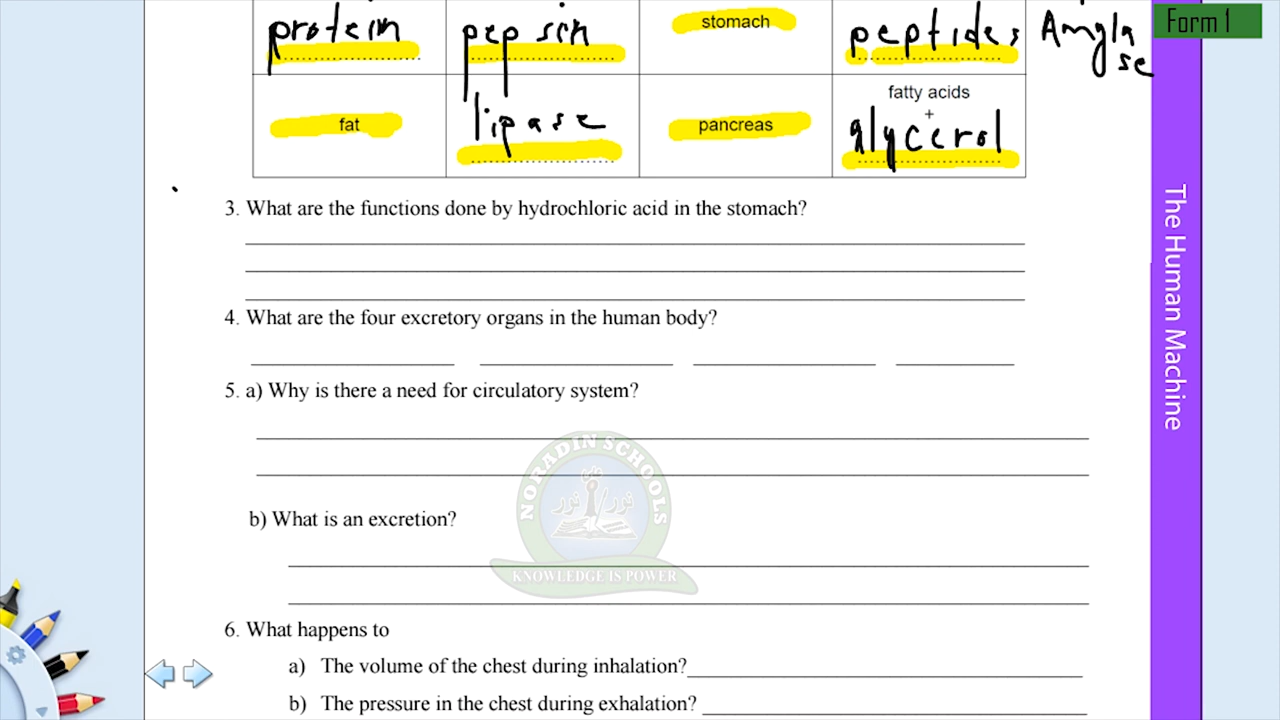 Form 1
protein pepsin stomach peptides Amyla
se
fatty acids
+
fat lipase pancreas glycerol
3. What are the functions done by hydrochloric acid in the stomach?
4. What are the four excretory organs in the human body?
5. a) Why is there a need for circulatory system?
b) What is an excretion?
6. What happens to
a) The volume of the chest during inhalation?
b) The pressure in the chest during exhalation?
The Human Machine
NORADIN SCHOOLS
KNOWLEDGE IS POWER